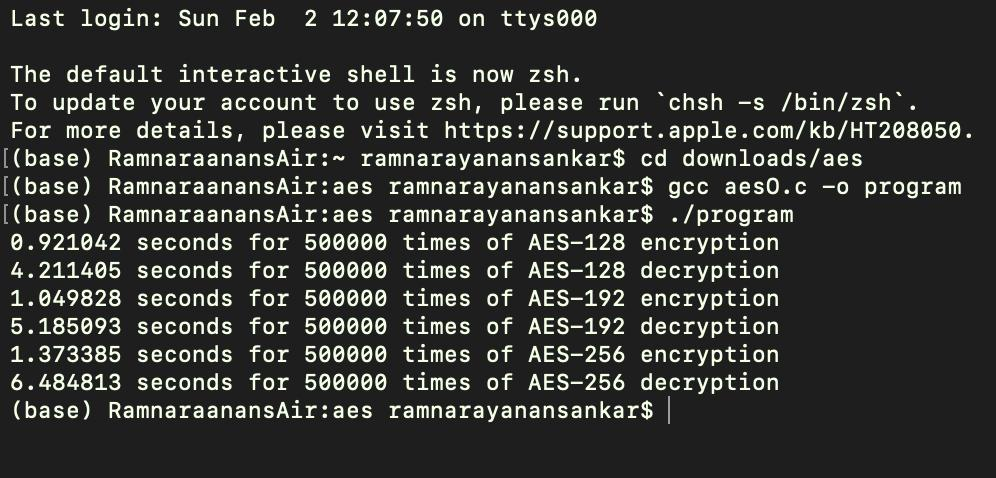 Last login: Sun Feb  2 12:07:50 on ttys000

The default interactive shell is now zsh.
To update your account to use zsh, please run `chsh -s /bin/zsh`.
For more details, please visit https://support.apple.com/kb/HT208050.
[(base) RamnaraanansAir:~ ramnarayanansankar$ cd downloads/aes
[(base) RamnaraanansAir:aes ramnarayanansankar$ gcc aesO.c -o program
[(base) RamnaraanansAir:aes ramnarayanansankar$ ./program
0.921042 seconds for 500000 times of AES-128 encryption
4.211405 seconds for 500000 times of AES-128 decryption
1.049828 seconds for 500000 times of AES-192 encryption
5.185093 seconds for 500000 times of AES-192 decryption
1.373385 seconds for 500000 times of AES-256 encryption
6.484813 seconds for 500000 times of AES-256 decryption
(base) RamnaraanansAir:aes ramnarayanansankar$